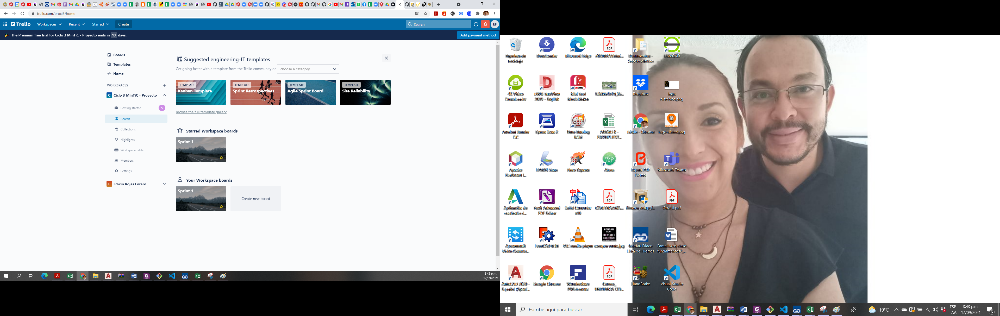 trello.com/proci3/home
Trello
Workspaces
Recent
Starred
Create
Search
EF
The Premium free trial for Ciclo 3 MinTiC - Proyecto ends in 10 days.
Add payment method
Boards
Templates
Home
WORKSPACES
C Ciclo 3 MinTiC - Proyecto
Getting started
5
Boards
Collections
Highlights
Workspace table
Members
Settings
E Edwin Rojas Forero
Suggested engineering-IT templates
Get going faster with a template from the Trello community or
choose a category
TEMPLATE
Kanban Template
TEMPLATE
Sprint Retrospectives
TEMPLATE
Agile Sprint Board
TEMPLATE
Site Reliability
Browse the full template gallery
Starred Workspace boards
Sprint 1
Your Workspace boards
Sprint 1
Create new board
3:43 p.m.
17/09/2021
Papelera de
reciclaje
DeezLoader
Microsoft Edge
Documentos -
Acceso directo
LibreCAD
4K Video
Downloader
DWG TrueView
2019 - English
MiniTool
MovieMaker
Dropbox
logo
distec.co.png
Acrobat Reader
DC
Epson Scan 2
Nero Burning
ROM
ANEXO 6 -
PRESUPUEST...
Edwin - Chrome
Distec.co
logo distec.png
Apache
NetBeans I...
EPSON Scan
Nero Express
Atom
Expert PDF
Demo
Microsoft Teams
Aplicación de
escritorio d...
Foxit Advanced
PDF Editor
Solid Converter
v10
CARTERA236A...
filmora_setup_f...
Otro si.pdf
Apowersoft
Video Convert...
FreeCAD 0.18
VLC media player
PONGAN
AQUI
QUE VENDES
compra venta.jpg
Gerdau Diaco
Lista de Hierros
Pantallazos clase
fundamentosP_...
AutoCAD 2020 -
Español (Spani...
Google Chrome
Wondershare
PDFelement
Correo_
UNIOBRAS LTD...
HandBrake
Visual Studio
Code
Escribe aquí para buscar
19°C
ESP
LAA
3:43 p.m.
17/09/2021
6